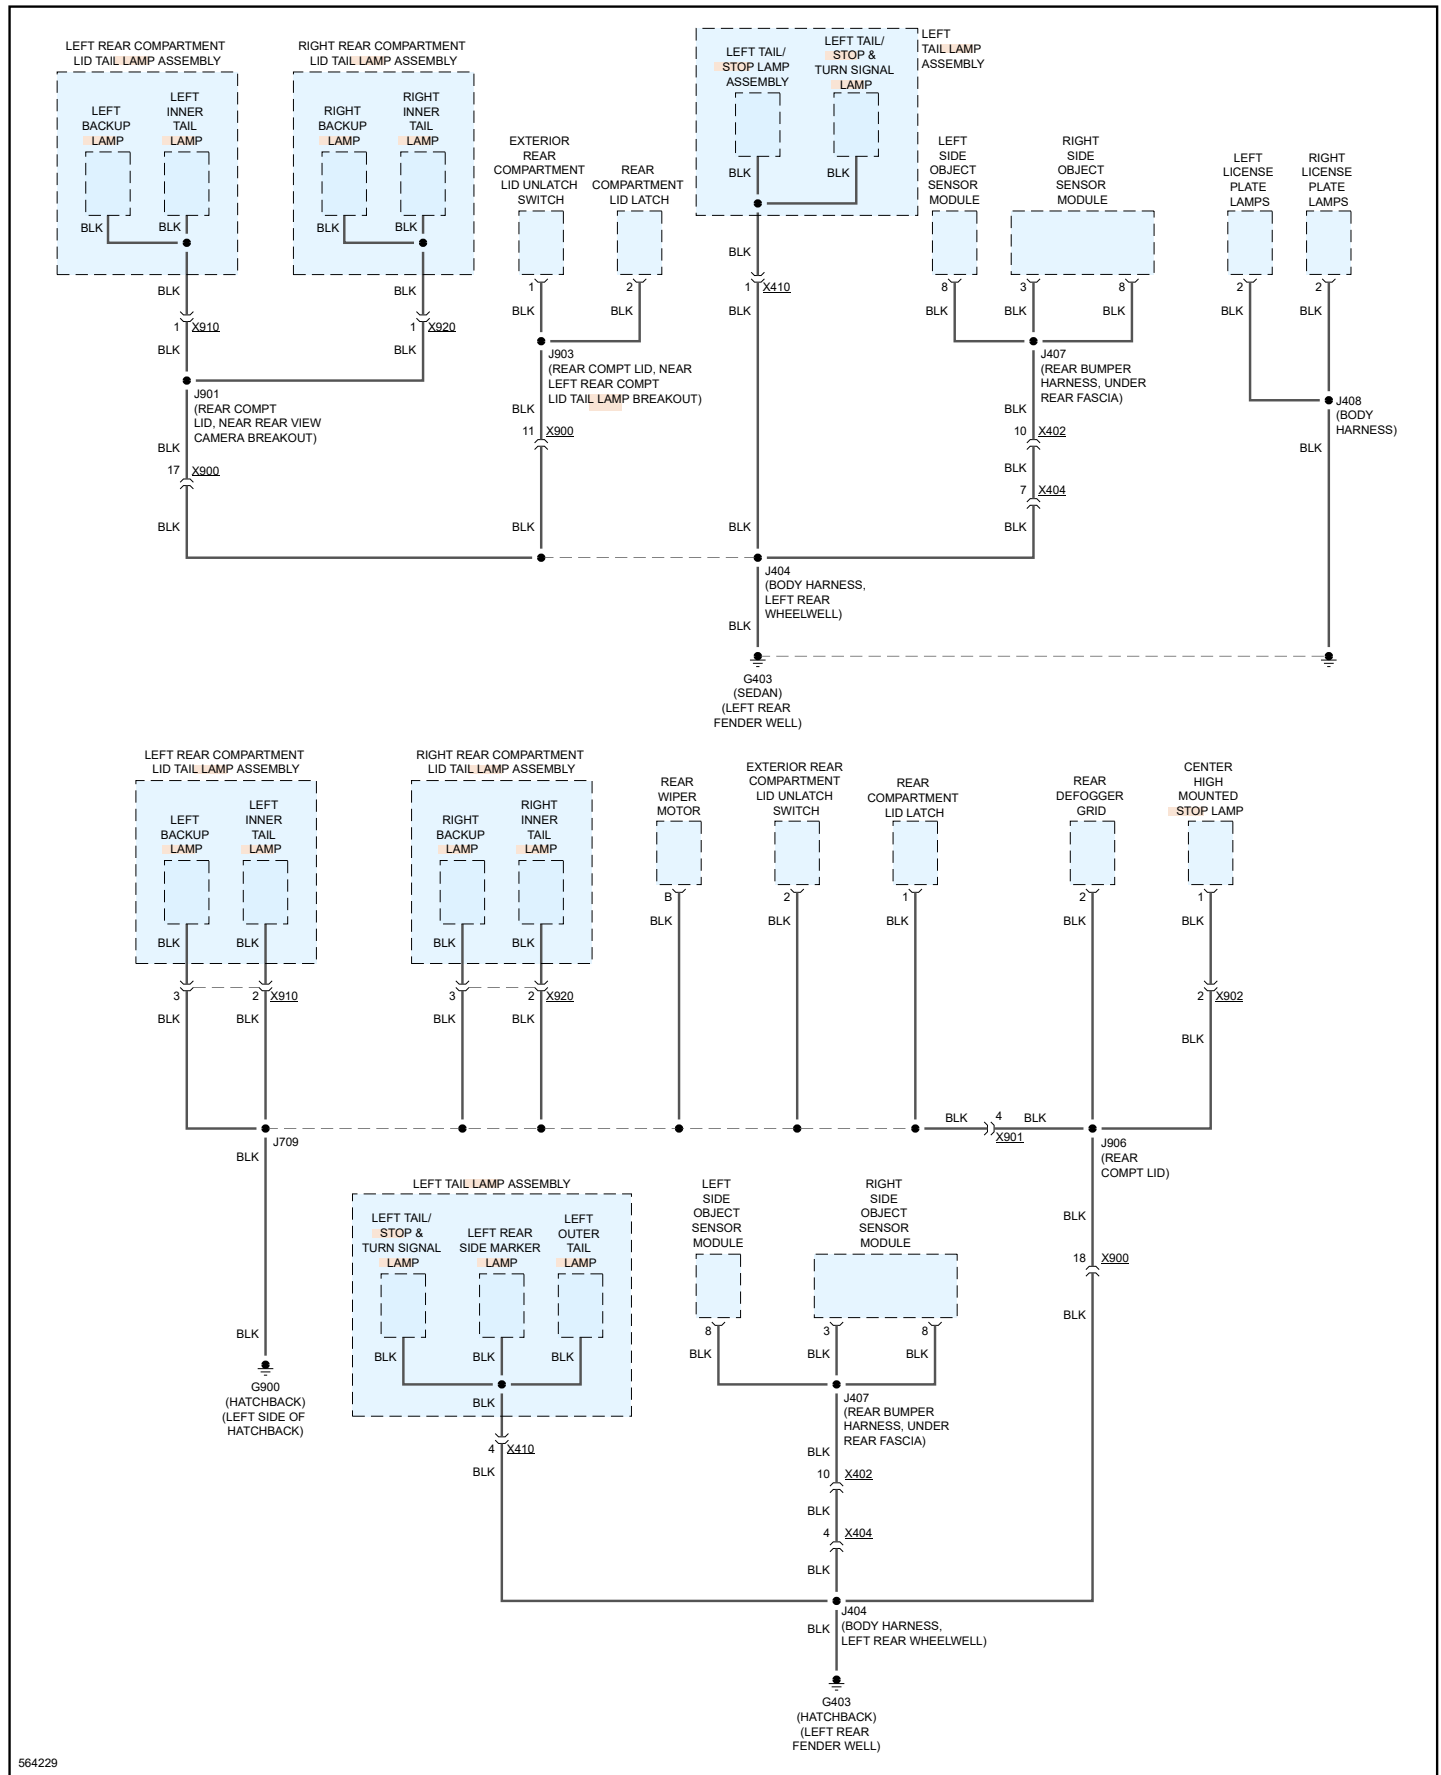 LEFT REAR COMPARTMENT
LID TAIL LAMP ASSEMBLY
LEFT
BACKUP
LAMP
LEFT
INNER
TAIL
LAMP
BLK
BLK
BLK
1 X910
BLK
J901
(REAR COMPT
LID, NEAR REAR VIEW
CAMERA BREAKOUT)
BLK
17 X900
BLK
RIGHT REAR COMPARTMENT
LID TAIL LAMP ASSEMBLY
RIGHT
BACKUP
LAMP
RIGHT
INNER
TAIL
LAMP
BLK
BLK
BLK
1 X920
BLK
EXTERIOR
REAR
COMPARTMENT
LID UNLATCH
SWITCH
1
BLK
REAR
COMPARTMENT
LID LATCH
2
BLK
J903
(REAR COMPT LID, NEAR
LEFT REAR COMPT
LID TAIL LAMP BREAKOUT)
BLK
11 X900
BLK
LEFT
TAIL LAMP
ASSEMBLY
LEFT TAIL/
STOP LAMP
ASSEMBLY
LEFT TAIL/
STOP &
TURN SIGNAL
LAMP
BLK
BLK
BLK
1 X410
BLK
BLK
LEFT
SIDE
OBJECT
SENSOR
MODULE
8
BLK
RIGHT
SIDE
OBJECT
SENSOR
MODULE
3
8
BLK
BLK
J407
(REAR BUMPER
HARNESS, UNDER
REAR FASCIA)
BLK
10 X402
BLK
7 X404
BLK
LEFT
LICENSE
PLATE
LAMPS
2
BLK
RIGHT
LICENSE
PLATE
LAMPS
2
BLK
J408
(BODY
HARNESS)
BLK
J404
(BODY HARNESS,
LEFT REAR
WHEELWELL)
BLK
G403
(SEDAN)
(LEFT REAR
FENDER WELL)
LEFT REAR COMPARTMENT
LID TAIL LAMP ASSEMBLY
LEFT
BACKUP
LAMP
LEFT
INNER
TAIL
LAMP
BLK
BLK
3
2 X910
BLK
BLK
RIGHT REAR COMPARTMENT
LID TAIL LAMP ASSEMBLY
RIGHT
BACKUP
LAMP
RIGHT
INNER
TAIL
LAMP
BLK
BLK
3
2 X920
BLK
BLK
REAR
WIPER
MOTOR
B
BLK
EXTERIOR REAR
COMPARTMENT
LID UNLATCH
SWITCH
2
BLK
REAR
COMPARTMENT
LID LATCH
1
BLK
REAR
DEFOGGER
GRID
2
BLK
CENTER
HIGH
MOUNTED
STOP LAMP
1
BLK
2 X902
BLK
J709
BLK
BLK
G900
(HATCHBACK)
(LEFT SIDE OF
HATCHBACK)
BLK
4
BLK
X901
J906
(REAR
COMPT LID)
BLK
18 X900
BLK
LEFT TAIL LAMP ASSEMBLY
LEFT TAIL/
STOP &
TURN SIGNAL
LAMP
LEFT REAR
SIDE MARKER
LAMP
LEFT
OUTER
TAIL
LAMP
BLK
BLK
BLK
BLK
4 X410
BLK
LEFT
SIDE
OBJECT
SENSOR
MODULE
8
BLK
RIGHT
SIDE
OBJECT
SENSOR
MODULE
3
8
BLK
BLK
J407
(REAR BUMPER
HARNESS, UNDER
REAR FASCIA)
BLK
10 X402
BLK
4 X404
BLK
J404
(BODY HARNESS,
LEFT REAR WHEELWELL)
BLK
G403
(HATCHBACK)
(LEFT REAR
FENDER WELL)
564229